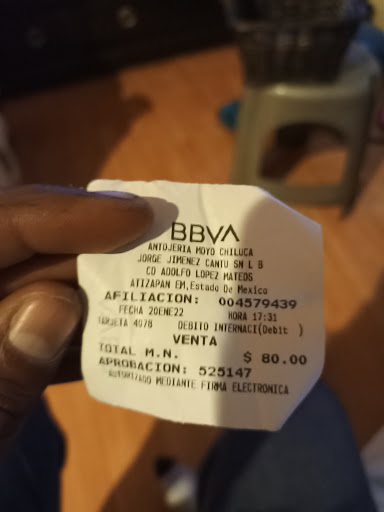 BBVA
ANTOJERIA MOYO CHILUCA
JORGE JIMENEZ CANTU SN L B
CO ADOLFO LOPEZ MATEOS
ATIZAPAN EM,Estado De Mexico
AFILIACION: 004579439
FECHA 20ENE22 HORA 17:31
TARJETA 4078 DEBITO INTERNACI(Debit )
VENTA
TOTAL M.N. $ 80.00
APROBACION: 525147
AUTORIZADO MEDIANTE FIRMA ELECTRONICA